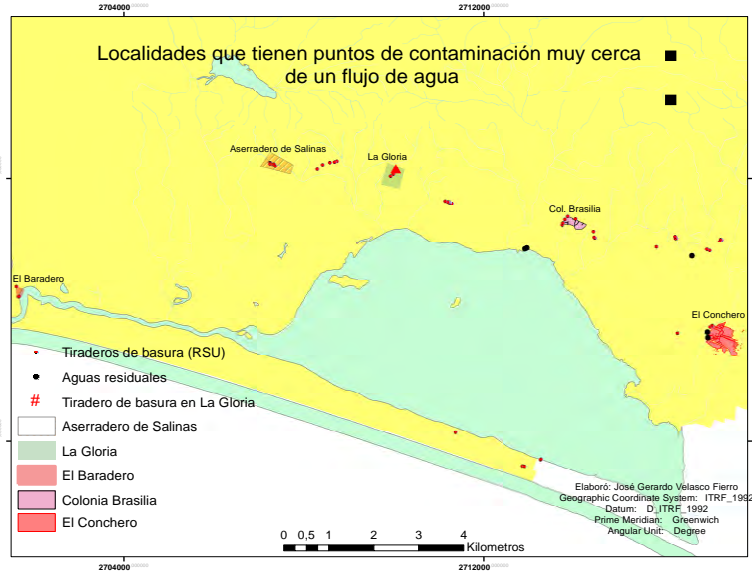 2704000 2712000
Localidades que tienen puntos de contaminación muy cerca
de un flujo de agua
Aserradero de Salinas
La Gloria
Col. Brasilia
El Baradero
El Conchero
Tiraderos de basura (RSU)
Aguas residuales
# Tiradero de basura en La Gloria
Aserradero de Salinas
La Gloria
El Baradero
Colonia Brasilia
El Conchero
Elaboró: José Gerardo Velasco Fierro
Geographic Coordinate System: ITRF_1992
Datum: D_ITRF_1992
Prime Meridian: Greenwich
Angular Unit: Degree
0 0,5 1 2 3 4
Kilometros
2704000 2712000